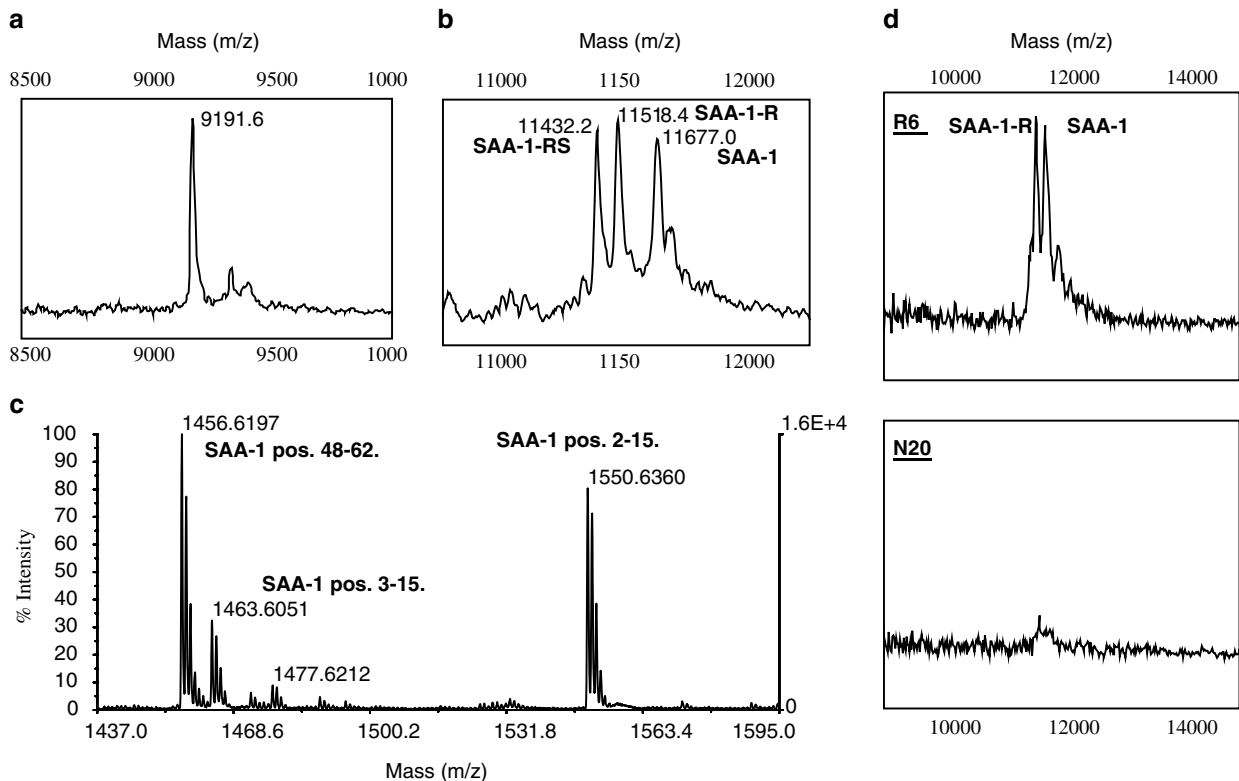 a
Mass (m/z)
8500 9000 9500 1000
9191.6
8500 9000 9500 1000
b
Mass (m/z)
11000 1150 12000
11432.2 11518.4 SAA-1-R
SAA-1-RS 11677.0
SAA-1
11000 1150 12000
c
1456.6197
SAA-1 pos. 48-62.
SAA-1 pos. 2-15.
1.6E+4
1550.6360
SAA-1 pos. 3-15.
1463.6051
1477.6212
100
90
80
70
60
50
40
30
20
10
0
% Intensity
0
1437.0 1468.6 1500.2 1531.8 1563.4 1595.0
Mass (m/z)
d
Mass (m/z)
10000 12000 14000
R6 SAA-1-R SAA-1
N20
10000 12000 14000